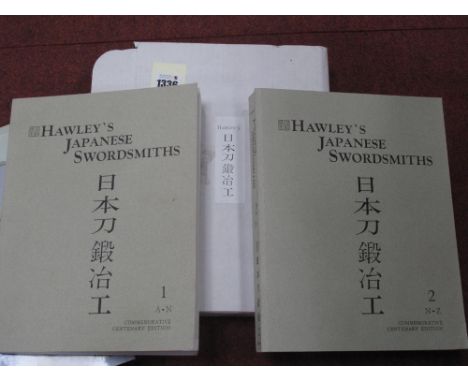 1336
HAWLEY'S
JAPANESE
SWORDSMITHS
日本刀鍛冶工
1
A-N
COMMEMORATIVE
CENTENARY EDITION
HAWLEY'S
日本刀鍛冶工
HAWLEY'S
JAPANESE
SWORDSMITHS
日本刀鍛冶工
2
N-Z
COMMEMORATIVE
CENTENARY EDITION